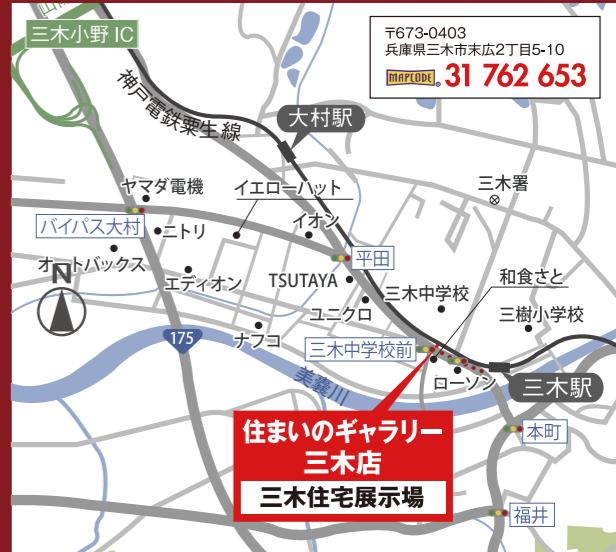 三木小野IC
〒673-0403
兵庫県三木市末広2丁目5-10
MAPCODE® 31 762 653
神戸電鉄粟生線
大村駅
三木署
ヤマダ電機
イエローハット
バイパス大村
ニトリ
イオン
オートバックス
平田
エディオン
TSUTAYA
和食さと
N
ユニクロ
三木中学校
三樹小学校
175
ナフコ
三木中学校前
美嚢川
ローソン
三木駅
住まいのギャラリー
三木店
三木住宅展示場
本町
福井